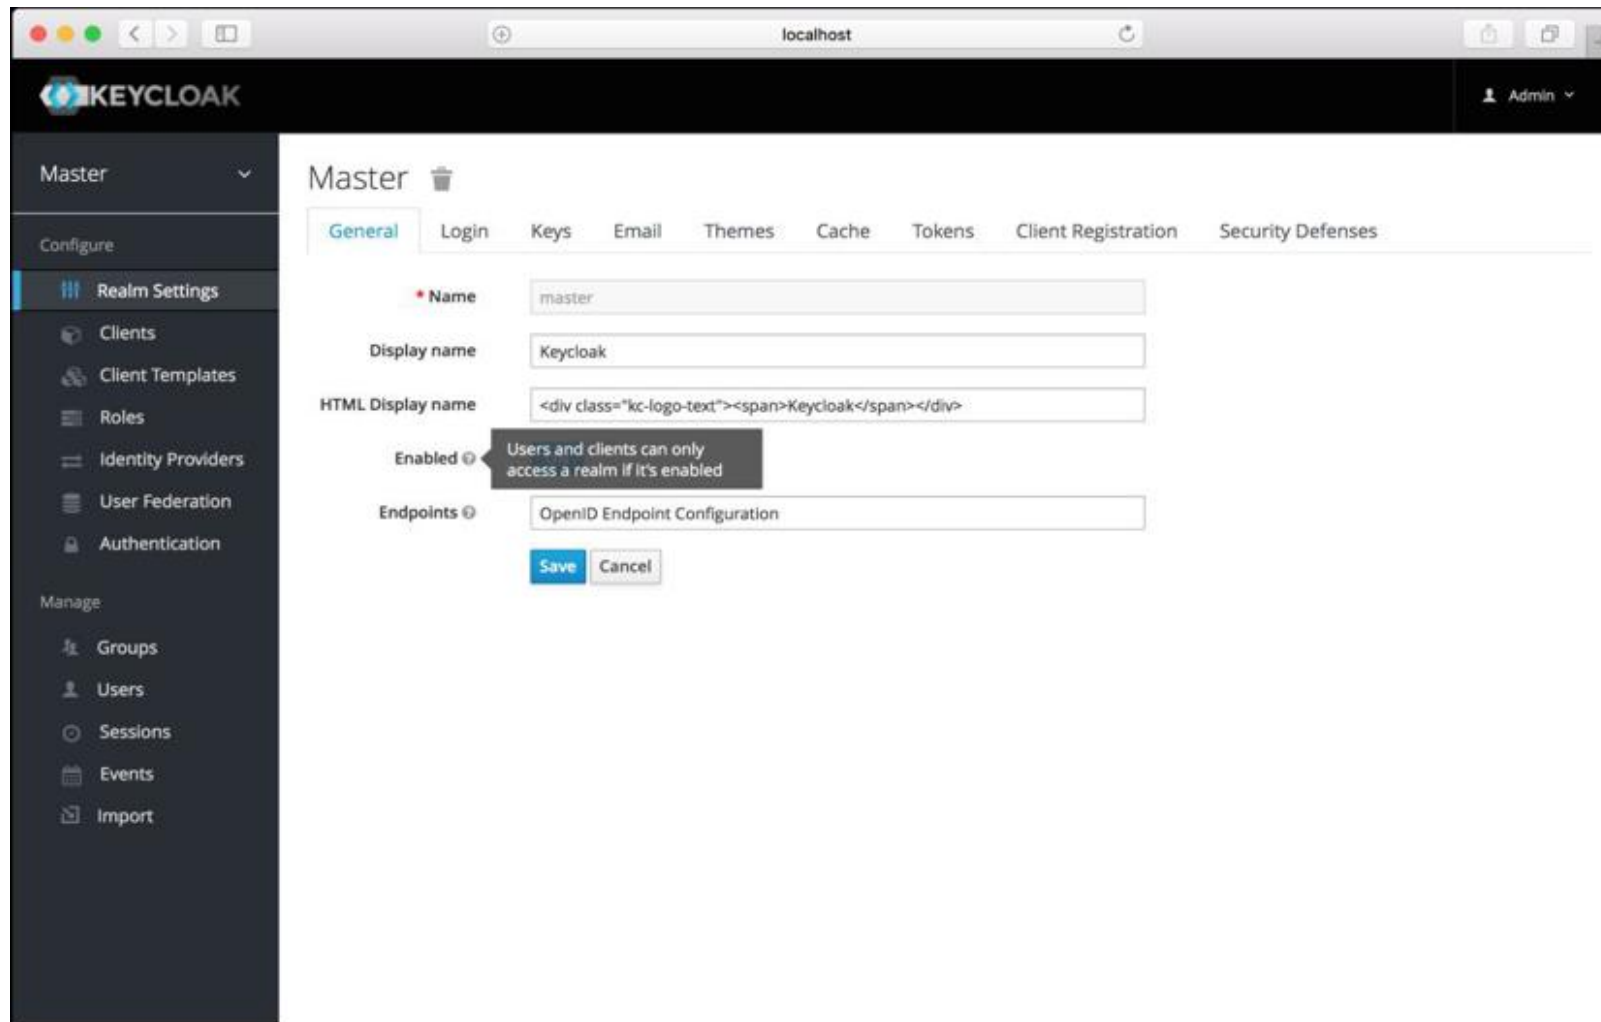 localhost
KEYCLOAK
Admin
Master
Configure
Realm Settings
Clients
Client Templates
Roles
Identity Providers
User Federation
Authentication
Manage
Groups
Users
Sessions
Events
Import
Master
General Login Keys Email Themes Cache Tokens Client Registration Security Defenses
* Name master
Display name Keycloak
HTML Display name <div class="kc-logo-text"><span>Keycloak</span></div>
Enabled
Users and clients can only
access a realm if it's enabled
Endpoints OpenID Endpoint Configuration
Save Cancel